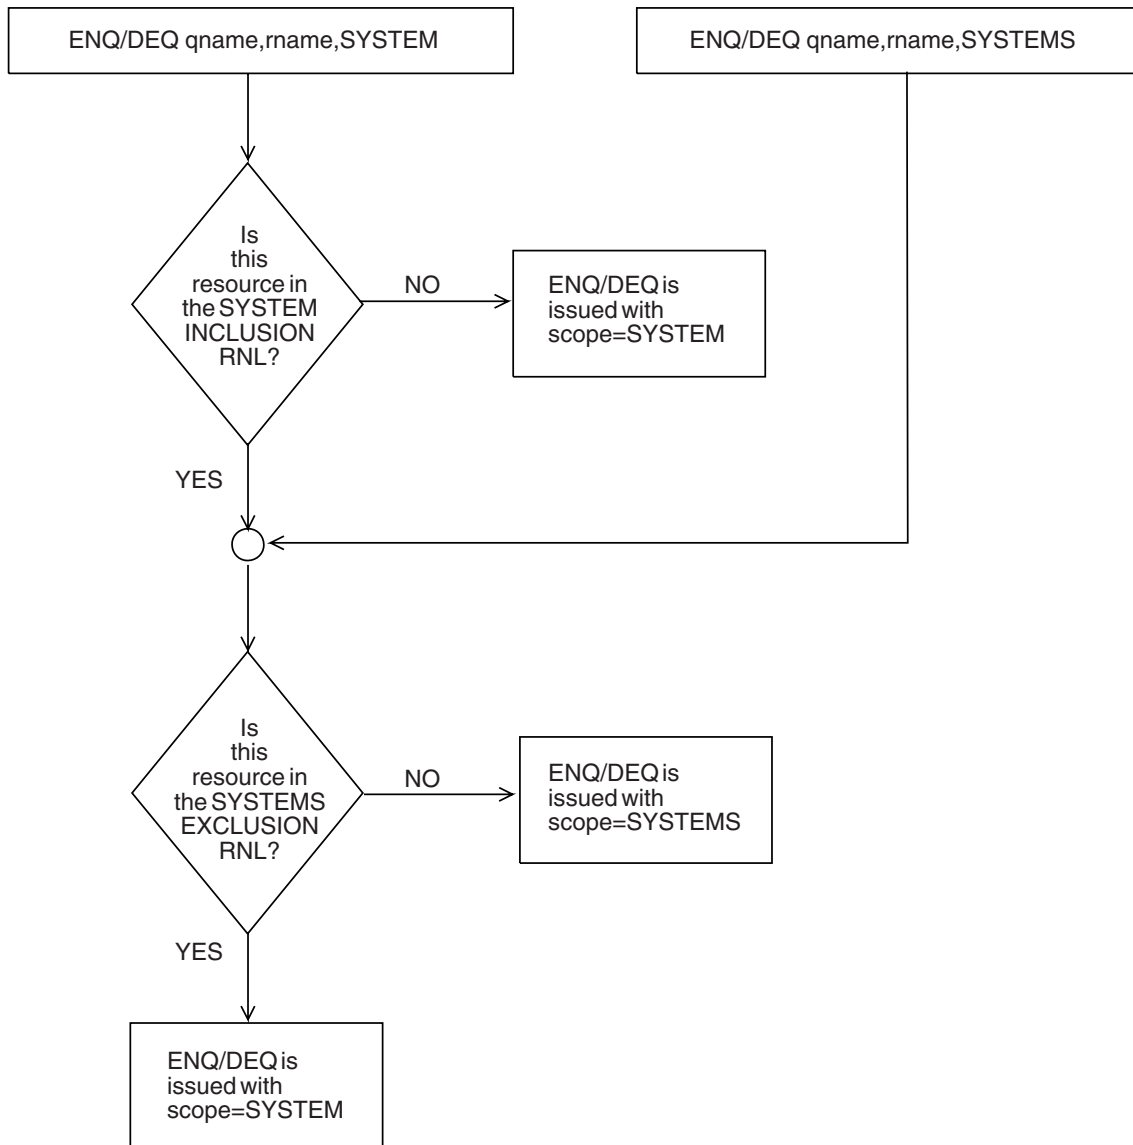 ENQ/DEQ qname,rname,SYSTEM
ENQ/DEQ qname,rname,SYSTEMS
Is
this
resource in
the SYSTEM
INCLUSION
RNL?
NO
ENQ/DEQ is
issued with
scope=SYSTEM
YES
Is
this
resource in
the SYSTEMS
EXCLUSION
RNL?
NO
ENQ/DEQ is
issued with
scope=SYSTEMS
YES
ENQ/DEQ is
issued with
scope=SYSTEM